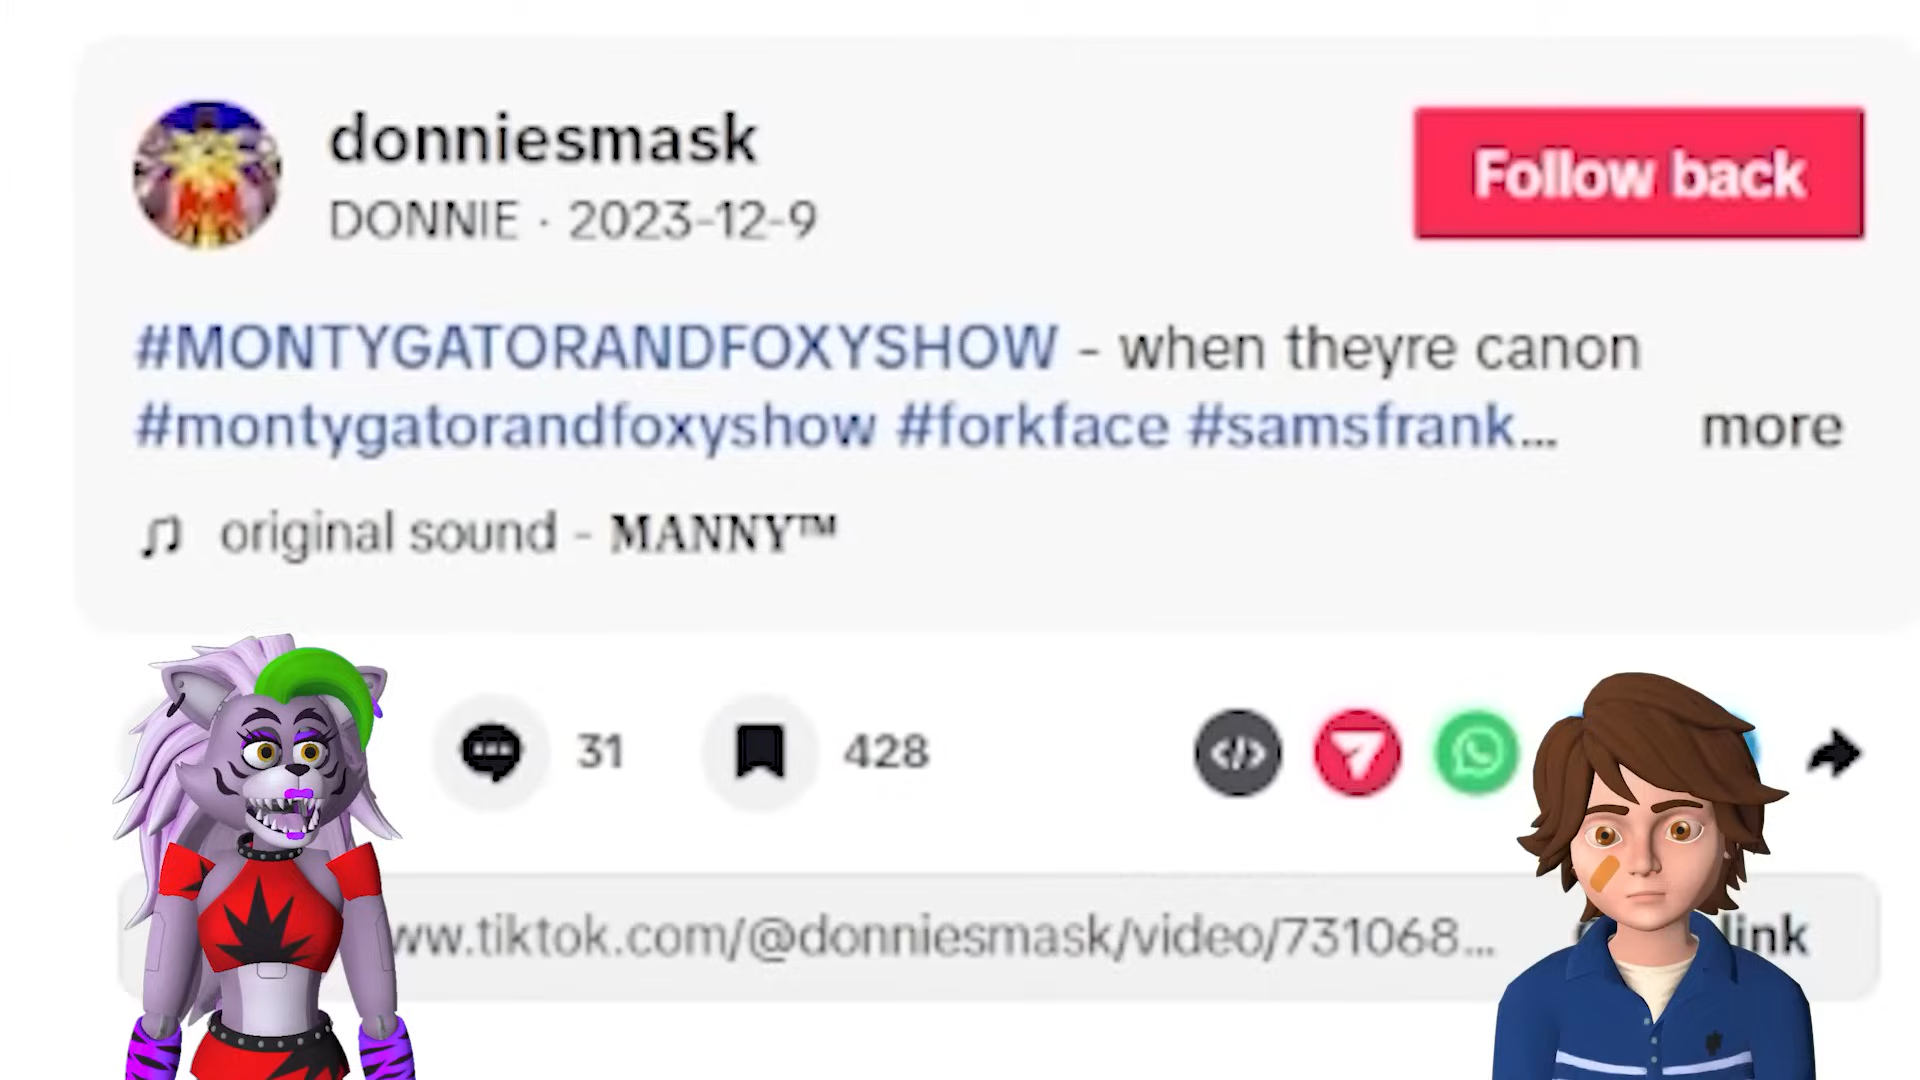 donniesmask
DONNIE · 2023-12-9
Follow back
#MONTYGATORANDFOXYSHOW - when theyre canon
#montygatorandfoxyshow #forkface #samsfrank... more
original sound - MANNY™
31
428
ww.tiktok.com/@donniesmask/video/731068...
link